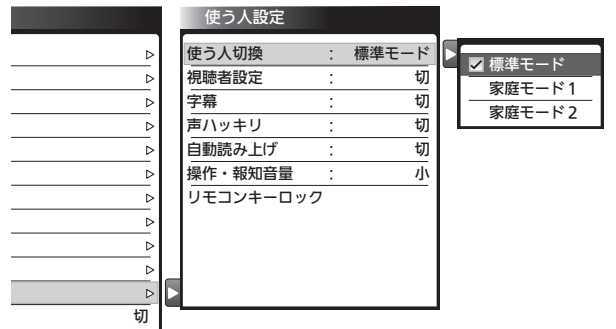 使う人設定
使う人切換 : 標準モード
視聴者設定 : 切
字幕 : 切
声ハッキリ : 切
自動読み上げ : 切
操作・報知音量 : 小
リモコンキーロック
標準モード
家庭モード1
家庭モード2
切